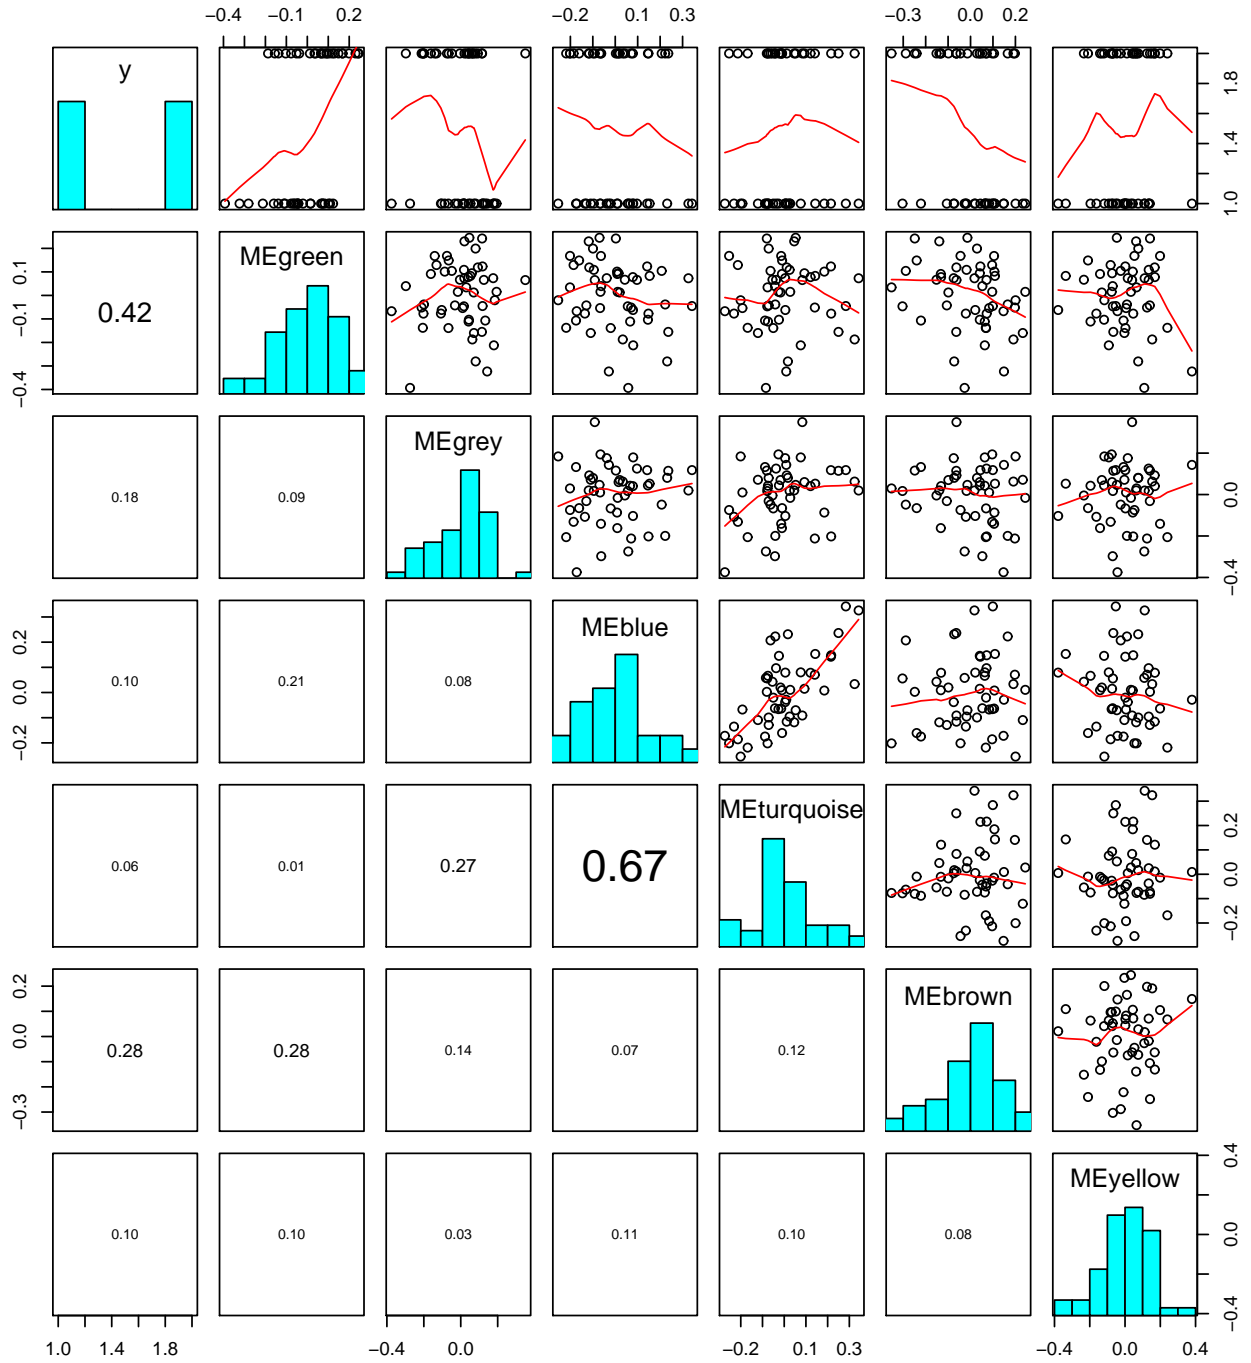 −0.4 −0.1 0.2 −0.2 0.1 0.3 −0.3 0.0 0.2
y
1.0 1.4 1.8
MEgreen
−0.4 −0.1 0.1
0.42
MEgrey
−0.4 0.0
0.18 0.09
MEblue
−0.2 0.0 0.2
0.10 0.21 0.08
MEturquoise
−0.2 0.0 0.2
0.06 0.01 0.27 0.67
MEbrown
−0.3 0.0 0.2
0.28 0.28 0.14 0.07 0.12
MEyellow
−0.4 0.0 0.4
0.10 0.10 0.03 0.11 0.10 0.08
1.0 1.4 1.8 0.0 −0.2 0.1 0.3 −0.4 0.0 0.4